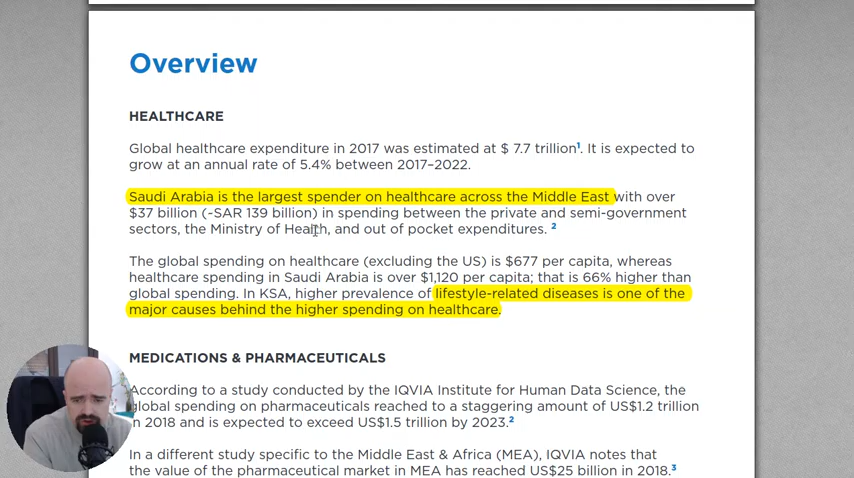 Overview
HEALTHCARE
Global healthcare expenditure in 2017 was estimated at $ 7.7 trillion¹. It is expected to
grow at an annual rate of 5.4% between 2017–2022.
Saudi Arabia is the largest spender on healthcare across the Middle East with over
$37 billion (~SAR 139 billion) in spending between the private and semi-government
sectors, the Ministry of Health, and out of pocket expenditures. ²
The global spending on healthcare (excluding the US) is $677 per capita, whereas
healthcare spending in Saudi Arabia is over $1,120 per capita; that is 66% higher than
global spending. In KSA, higher prevalence of lifestyle-related diseases is one of the
major causes behind the higher spending on healthcare.
MEDICATIONS & PHARMACEUTICALS
According to a study conducted by the IQVIA Institute for Human Data Science, the
global spending on pharmaceuticals reached to a staggering amount of US$1.2 trillion
in 2018 and is expected to exceed US$1.5 trillion by 2023.²
In a different study specific to the Middle East & Africa (MEA), IQVIA notes that
the value of the pharmaceutical market in MEA has reached US$25 billion in 2018.³